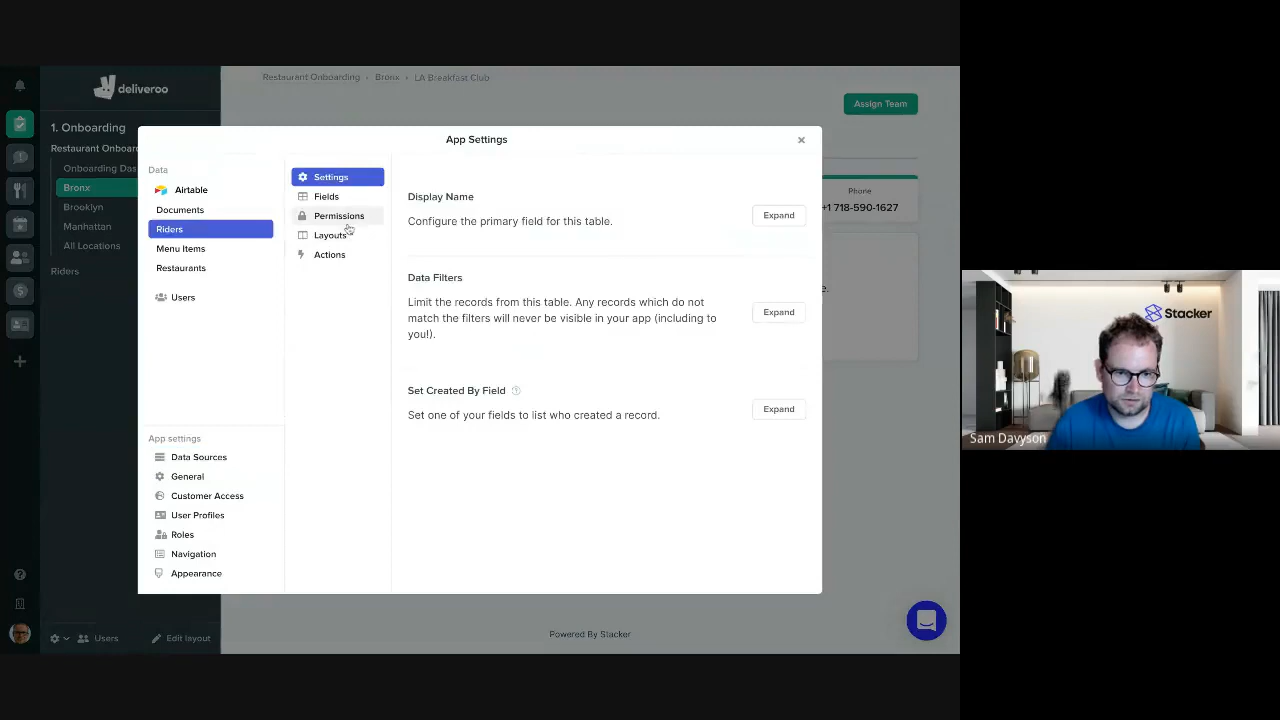 Restaurant Onboarding > Bronx > LA Breakfast Club
deliveroo
Assign Team
1. Onboarding
Restaurant Onboar
Onboarding Das
Bronx
Brooklyn
Manhattan
All Locations
Riders
Phone
+1 718-590-1627
e.
App Settings
Data
Airtable
Documents
Riders
Menu Items
Restaurants
Users
Settings
Fields
Permissions
Layouts
Actions
Display Name
Configure the primary field for this table.
Expand
Data Filters
Limit the records from this table. Any records which do not
match the filters will never be visible in your app (including to
you!).
Expand
Set Created By Field
Set one of your fields to list who created a record.
Expand
App settings
Data Sources
General
Customer Access
User Profiles
Roles
Navigation
Appearance
Users
Edit layout
Powered By Stacker
Stacker
Sam Davyson